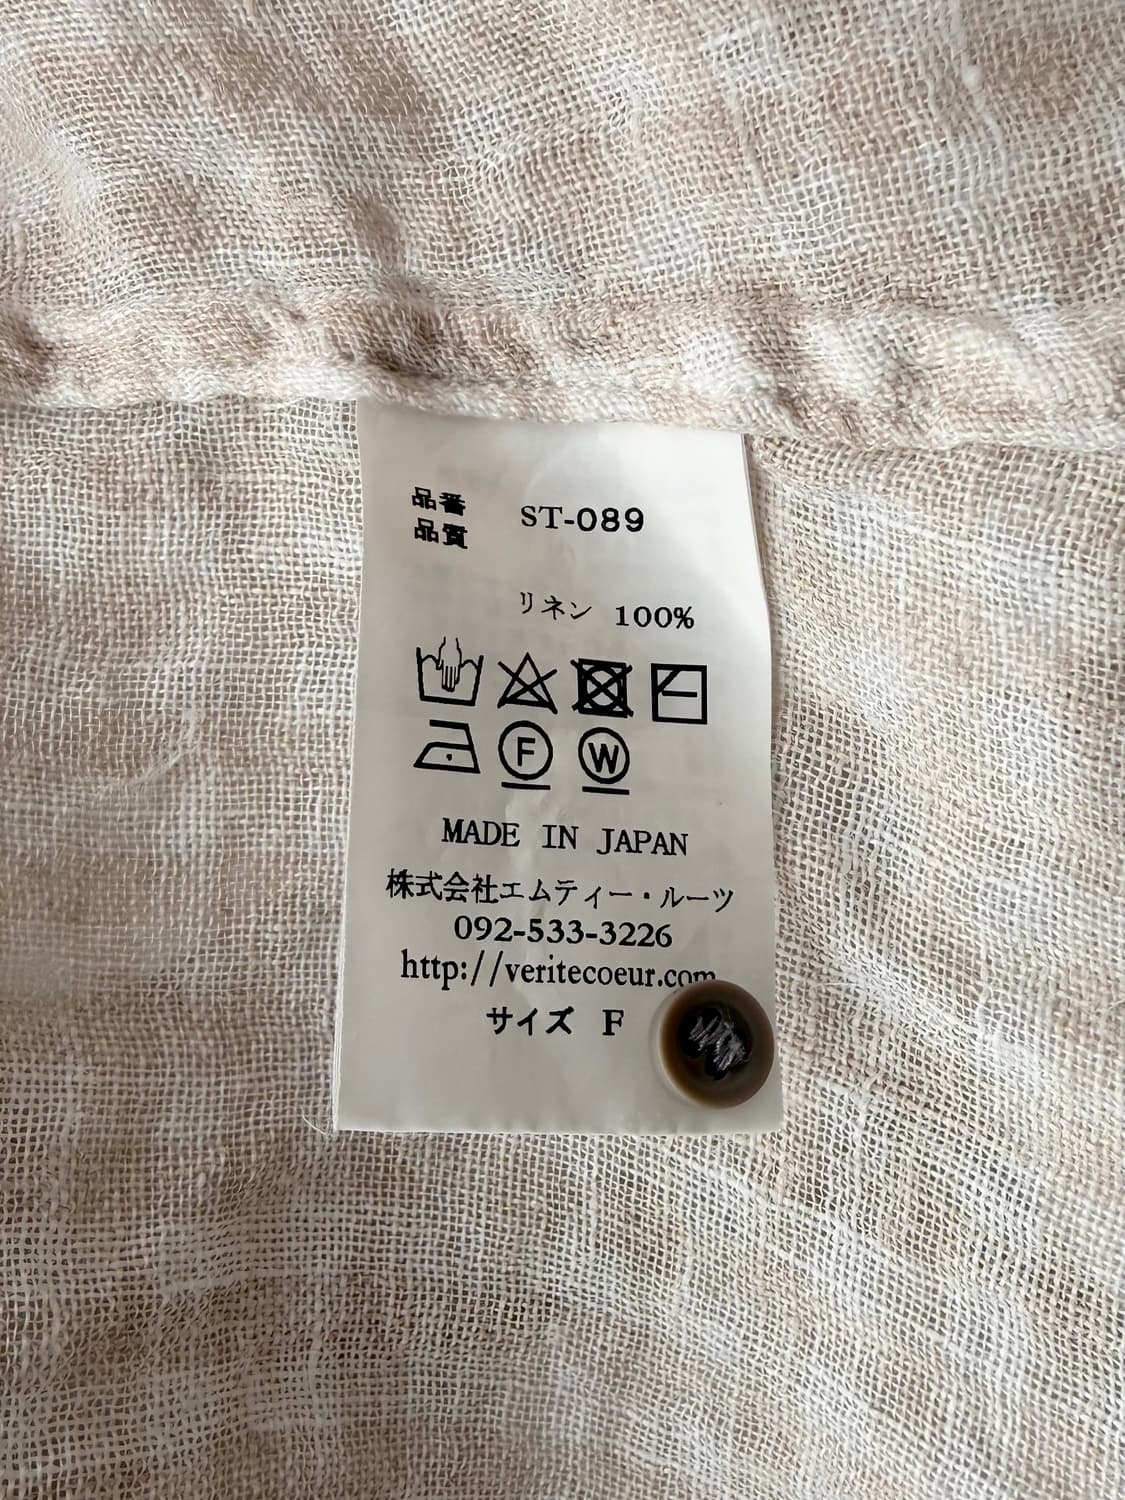 品番 ST-089
品質
リネン 100%
F W
MADE IN JAPAN
株式会社エムティー・ルーツ
092-533-3226
http://veritecoeur.com
サイズ F